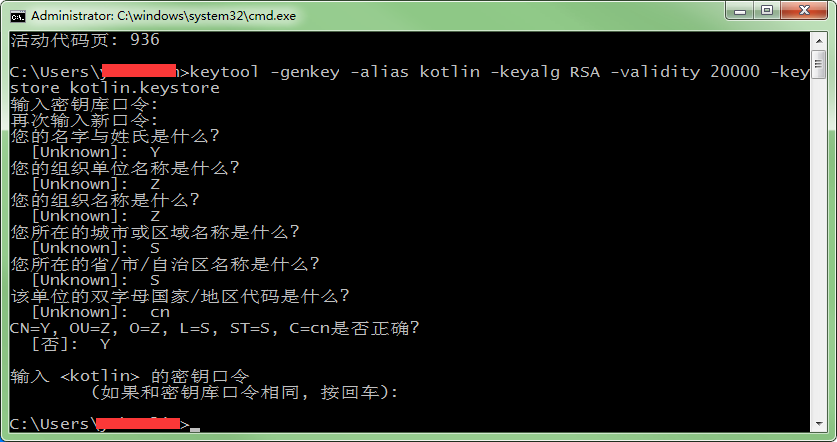 Administrator: C:\windows\system32\cmd.exe
活动代码页: 936
C:\Users\ >keytool -genkey -alias kotlin -keyalg RSA -validity 20000 -key
store kotlin.keystore
输入密钥库口令:
再次输入新口令:
您的名字与姓氏是什么?
[Unknown]: Y
您的组织单位名称是什么?
[Unknown]: Z
您的组织名称是什么?
[Unknown]: Z
您所在的城市或区域名称是什么?
[Unknown]: S
您所在的省/市/自治区名称是什么?
[Unknown]: S
该单位的双字母国家/地区代码是什么?
[Unknown]: cn
CN=Y, OU=Z, O=Z, L=S, ST=S, C=cn是否正确?
[否]: Y
输入 <kotlin> 的密钥口令
(如果和密钥库口令相同, 按回车):
C:\Users\ >